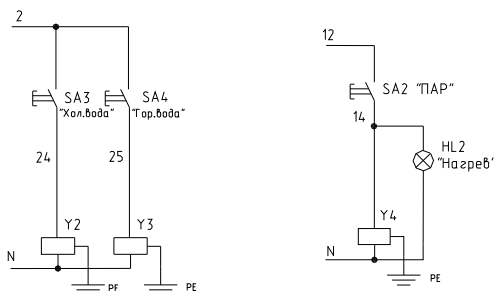 2
SA3
"Хол.вода"
SA4
"Гор.вода"
24
25
Y2
Y3
N
PE
PE
12
SA2 "ПАР"
14
HL2
"Нагрев"
Y4
N
PE